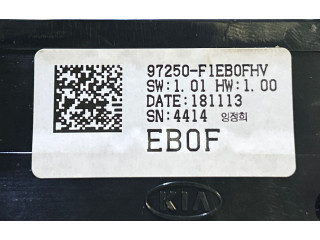 97250-F1EB0FHV
SW:1.01 HW:1.00
DATE:181113
SN:4414 임정희
EB0F
KIA